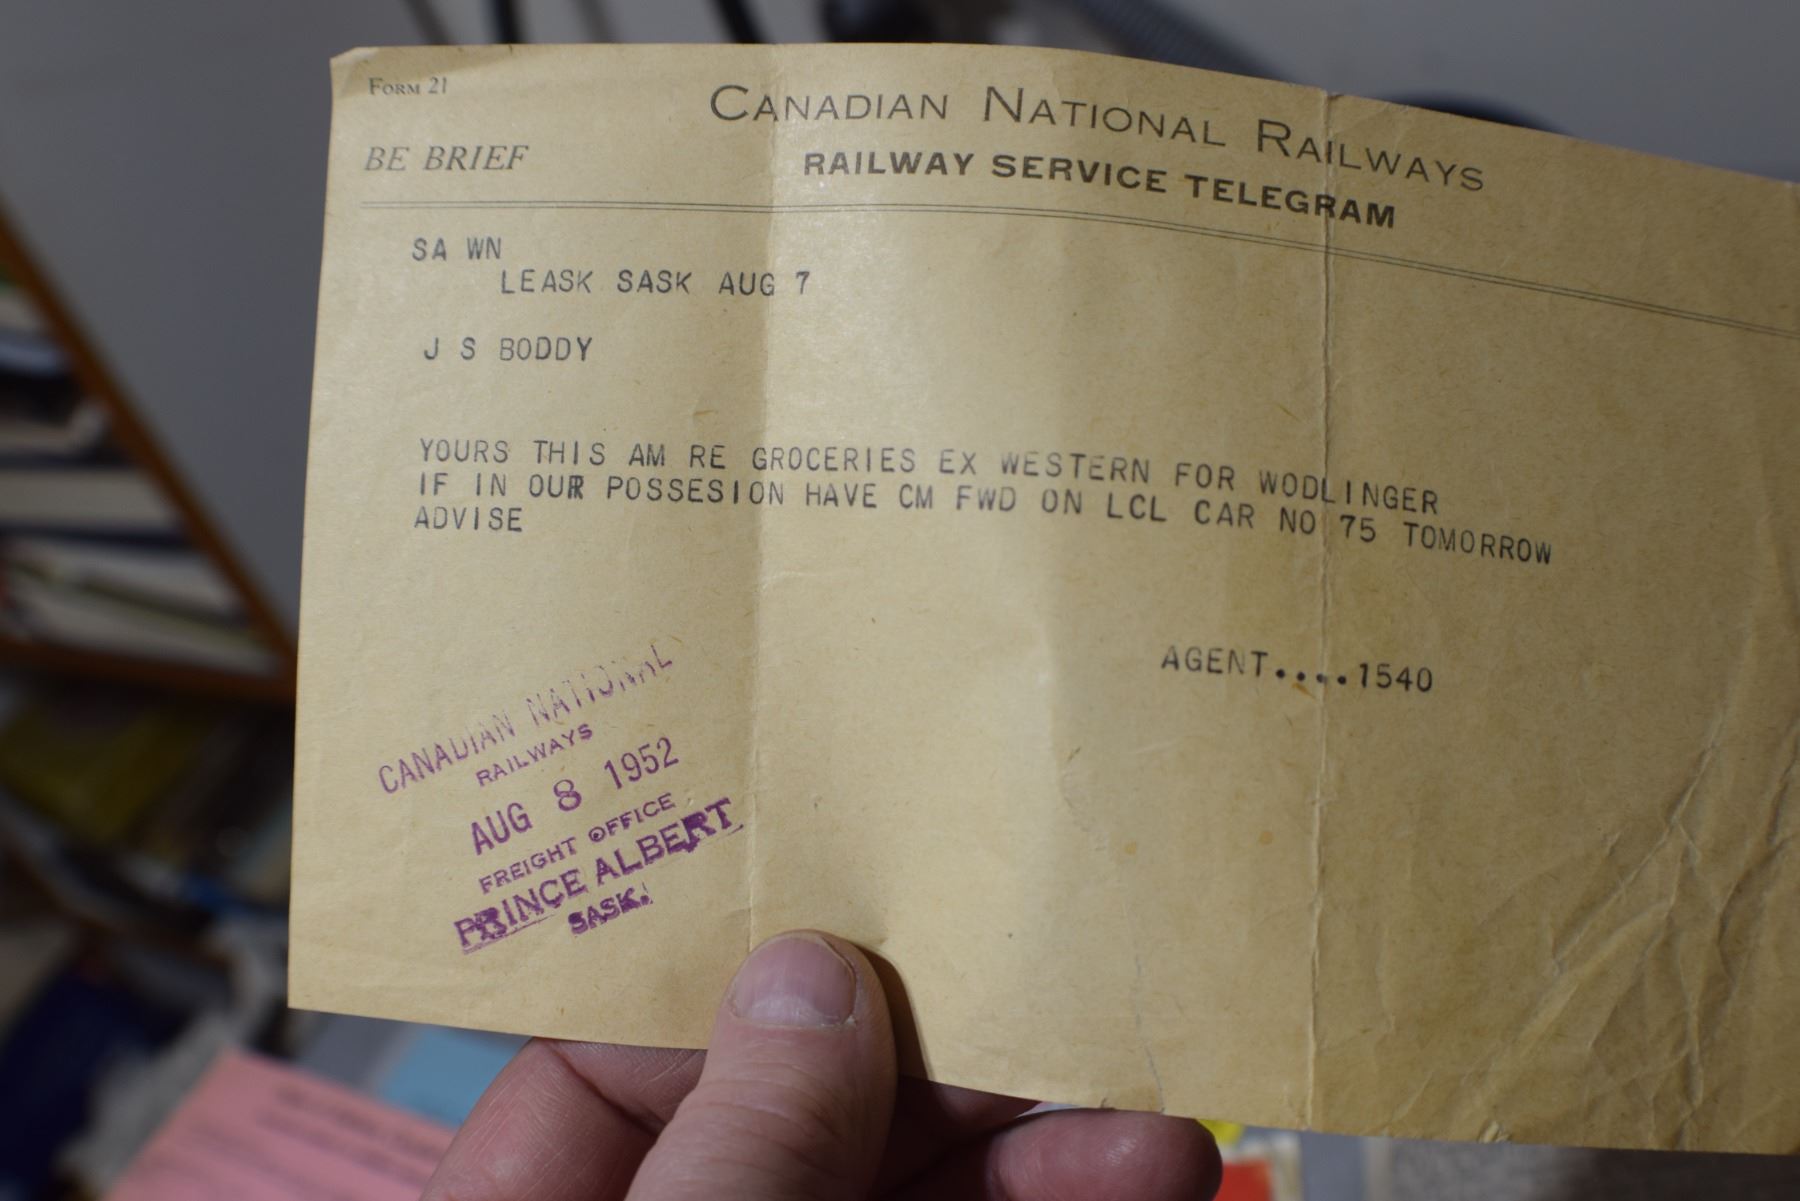 Form 21
Canadian National Railways
BE BRIEF
RAILWAY SERVICE TELEGRAM
SA WN
LEASK SASK AUG 7
J S BODDY
YOURS THIS AM RE GROCERIES EX WESTERN FOR WODLINGER
IF IN OUR POSSESION HAVE CM FWD ON LCL CAR NO 75 TOMORROW
ADVISE
AGENT....1540
CANADIAN NATIONAL
RAILWAYS
AUG 8 1952
FREIGHT OFFICE
PRINCE ALBERT
SASK.